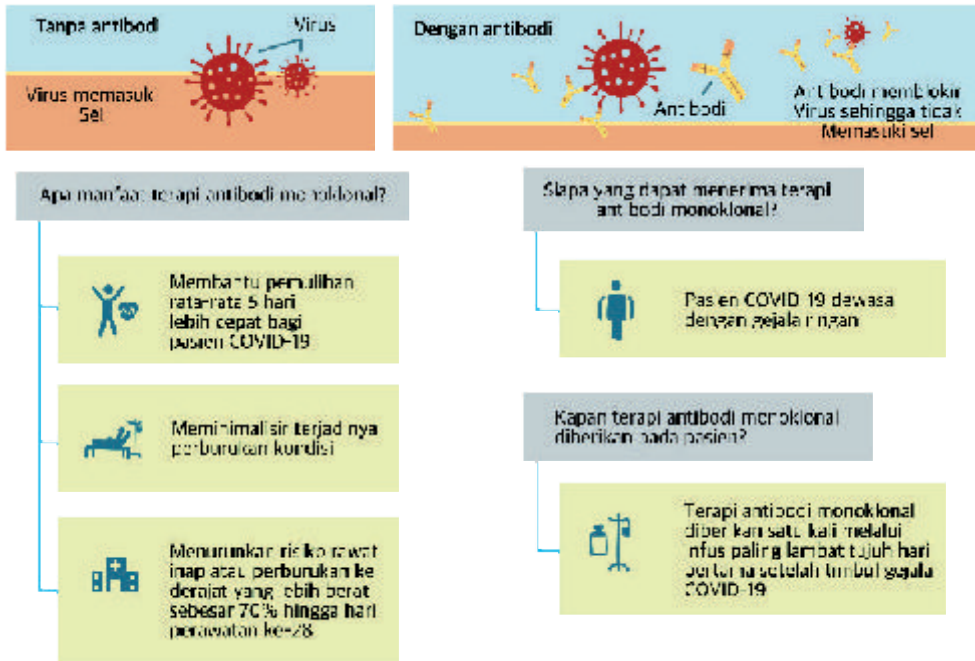 Tanpa antibodi
Virus
Virus memasuk
Sel
Dengan antibodi
Antibodi
Antibodi memblokir
Virus sehingga tidak
Memasuki sel
Apa manfaat terapi antibodi monoklonal?
Membantu pemulihan
rata-rata 5 hari
lebih cepat bagi
pasien COVID-19
Meminimalisir terjadinya
perburukan kondisi
Menurunkan risiko rawat
inap atau perburukan ke
derajat yang lebih berat
sebesar 70% hingga hari
perawatan ke-28
Siapa yang dapat menerima terapi
antibodi monoklonal?
Pasien COVID-19 dewasa
dengan gejala ringan
Kapan terapi antibodi monoklonal
diberikan pada pasien?
Terapi antibodi monoklonal
diberikan satu kali melalui
infus paling lambat tujuh hari
pertama setelah timbul gejala
COVID-19